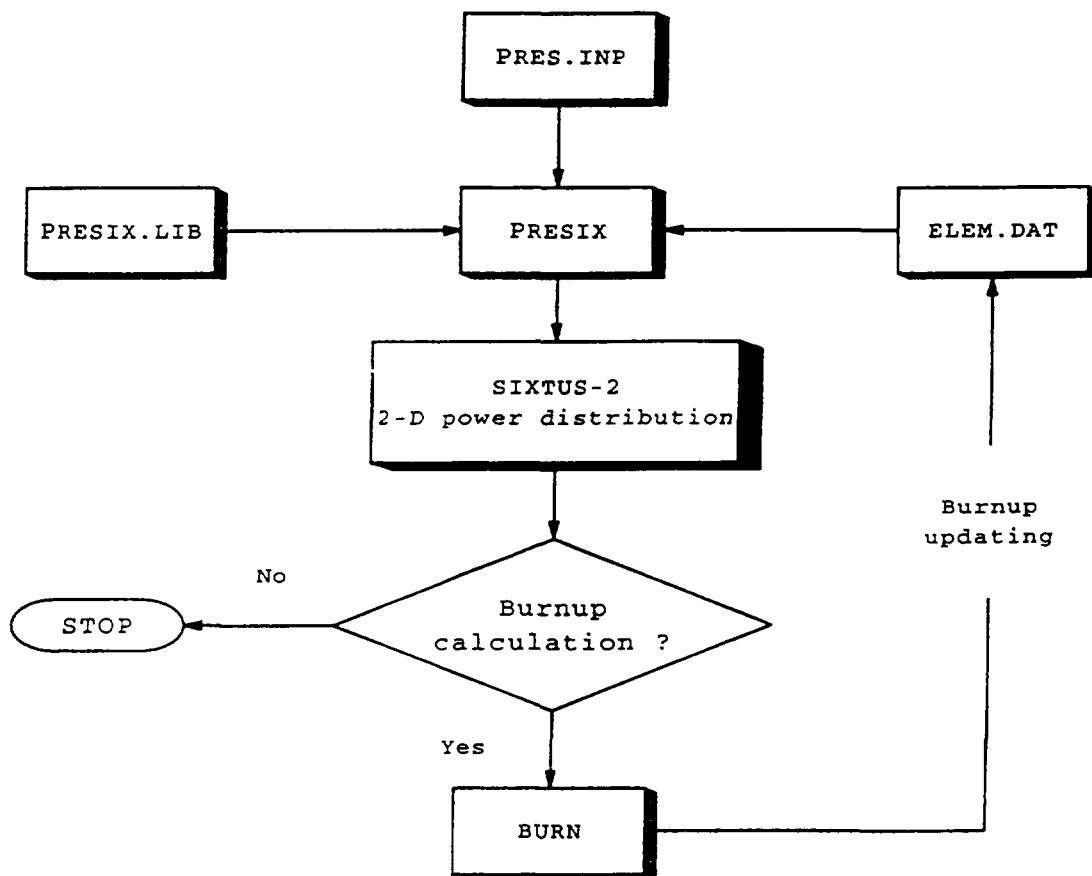 PRES.INP
PRESIX.LIB
PRESIX
ELEM.DAT
SIXTUS-2
2-D power distribution
Burnup
updating
No
STOP
Burnup
calculation ?
Yes
BURN